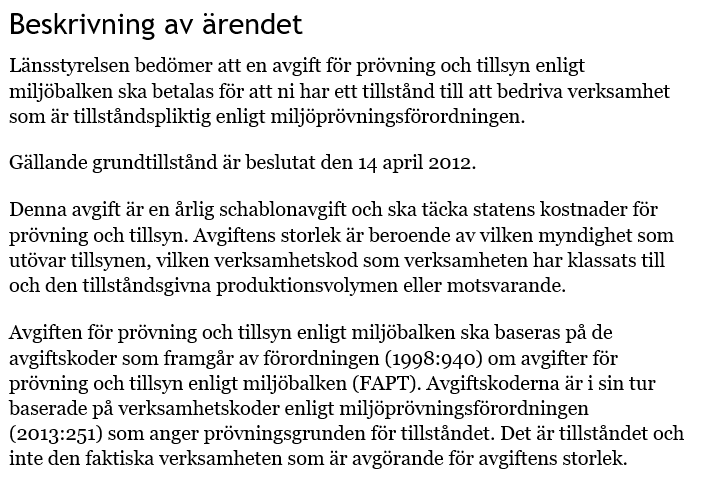 Beskrivning av ärendet
Länsstyrelsen bedömer att en avgift för prövning och tillsyn enligt
miljöbalken ska betalas för att ni har ett tillstånd till att bedriva verksamhet
som är tillståndspliktig enligt miljöprövningsförordningen.
Gällande grundtillstånd är beslutat den 14 april 2012.
Denna avgift är en årlig schablonavgift och ska täcka statens kostnader för
prövning och tillsyn. Avgiftens storlek är beroende av vilken myndighet som
utövar tillsynen, vilken verksamhetskod som verksamheten har klassats till
och den tillståndsgivna produktionsvolymen eller motsvarande.
Avgiften för prövning och tillsyn enligt miljöbalken ska baseras på de
avgiftskoder som framgår av förordningen (1998:940) om avgifter för
prövning och tillsyn enligt miljöbalken (FAPT). Avgiftskoderna är i sin tur
baserade på verksamhetskoder enligt miljöprövningsförordningen
(2013:251) som anger prövningsgrunden för tillståndet. Det är tillståndet och
inte den faktiska verksamheten som är avgörande för avgiftens storlek.